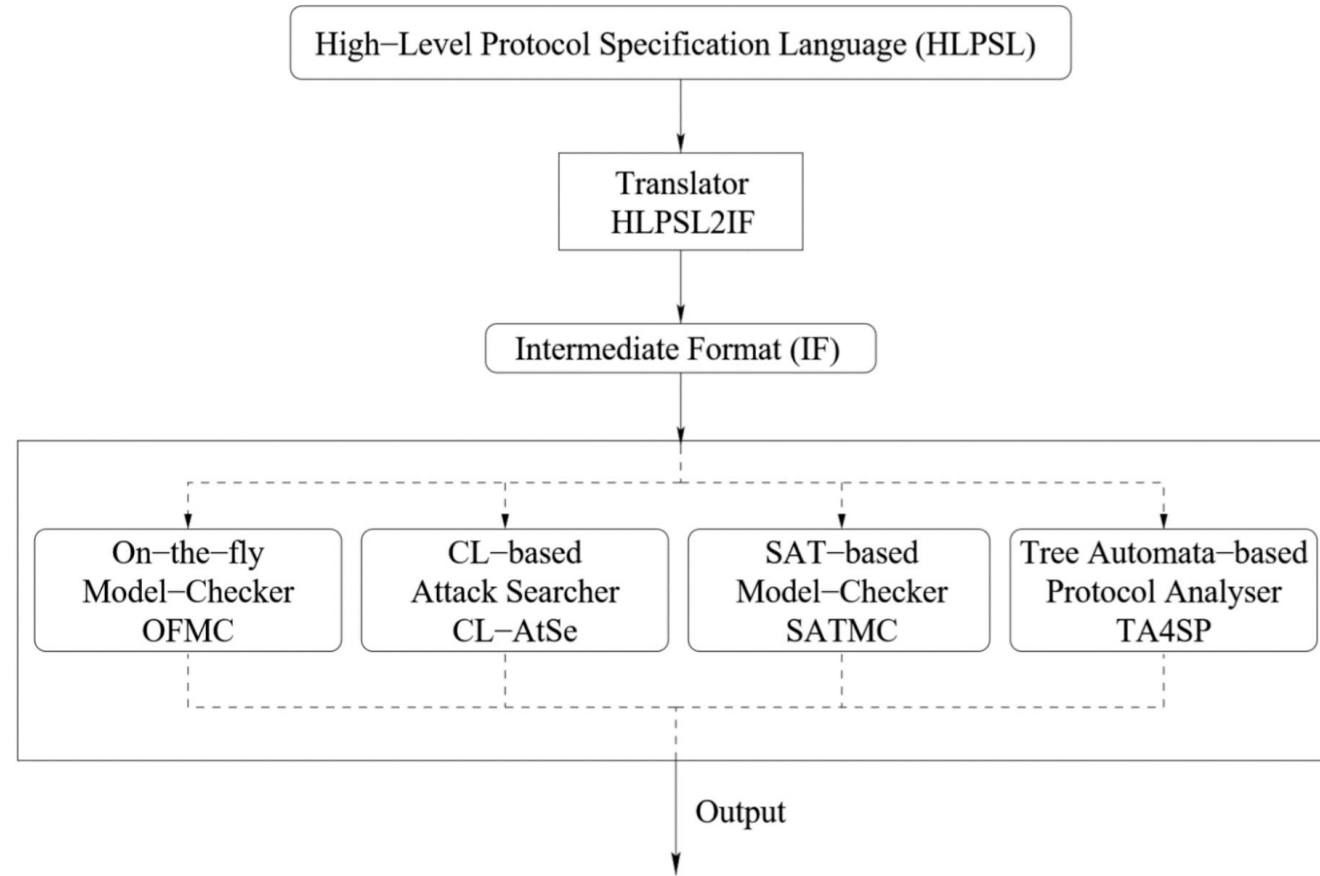 High−Level Protocol Specification Language (HLPSL)
Translator
HLPSL2IF
Intermediate Format (IF)
On−the−fly
Model−Checker
OFMC
CL−based
Attack Searcher
CL−AtSe
SAT−based
Model−Checker
SATMC
Tree Automata−based
Protocol Analyser
TA4SP
Output